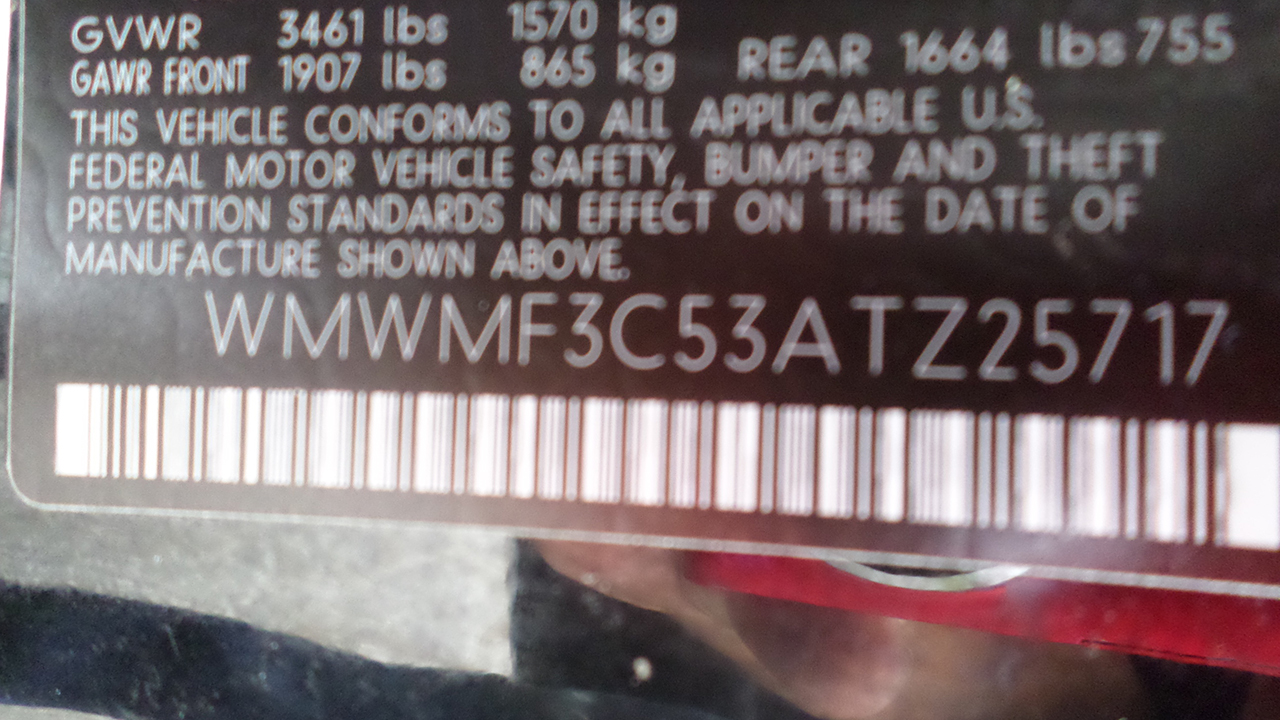 GVWR 3461 lbs 1570 kg
GAWR FRONT 1907 lbs 865 kg REAR 1664 lbs 755
THIS VEHICLE CONFORMS TO ALL APPLICABLE U.S.
FEDERAL MOTOR VEHICLE SAFETY, BUMPER AND THEFT
PREVENTION STANDARDS IN EFFECT ON THE DATE OF
MANUFACTURE SHOWN ABOVE.
WMWMF3C53ATZ25717